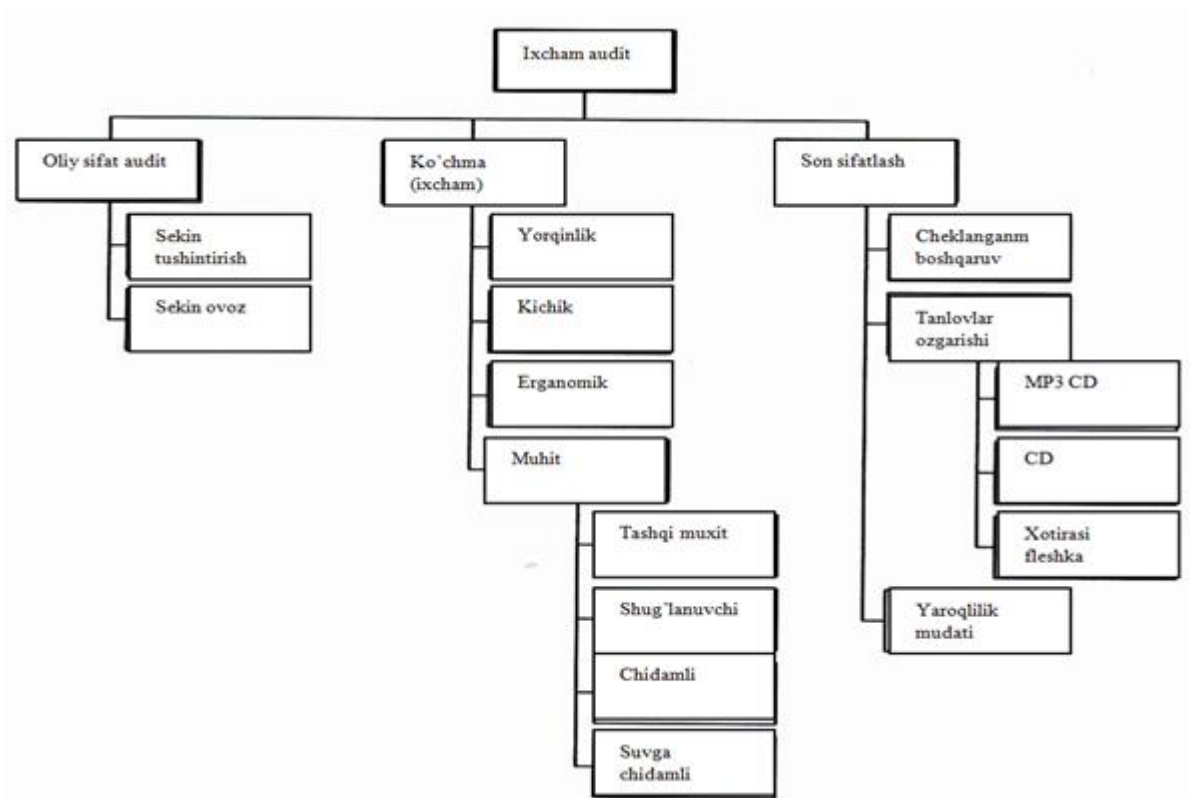 Ixcham audit
Oliy sifat audit
Sekin
tushintirish
Sekin ovoz
Ko`chma
(ixcham)
Yorqinlik
Kichik
Erganomik
Muhit
Tashqi muxit
Shug`lanuvchi
Chidamli
Suvga
chidamli
Son sifatlash
Cheklanganm
boshqaruv
Tanlovlar
ozgarishi
MP3 CD
CD
Xotirasi
fleshka
Yaroqlilik
mudati